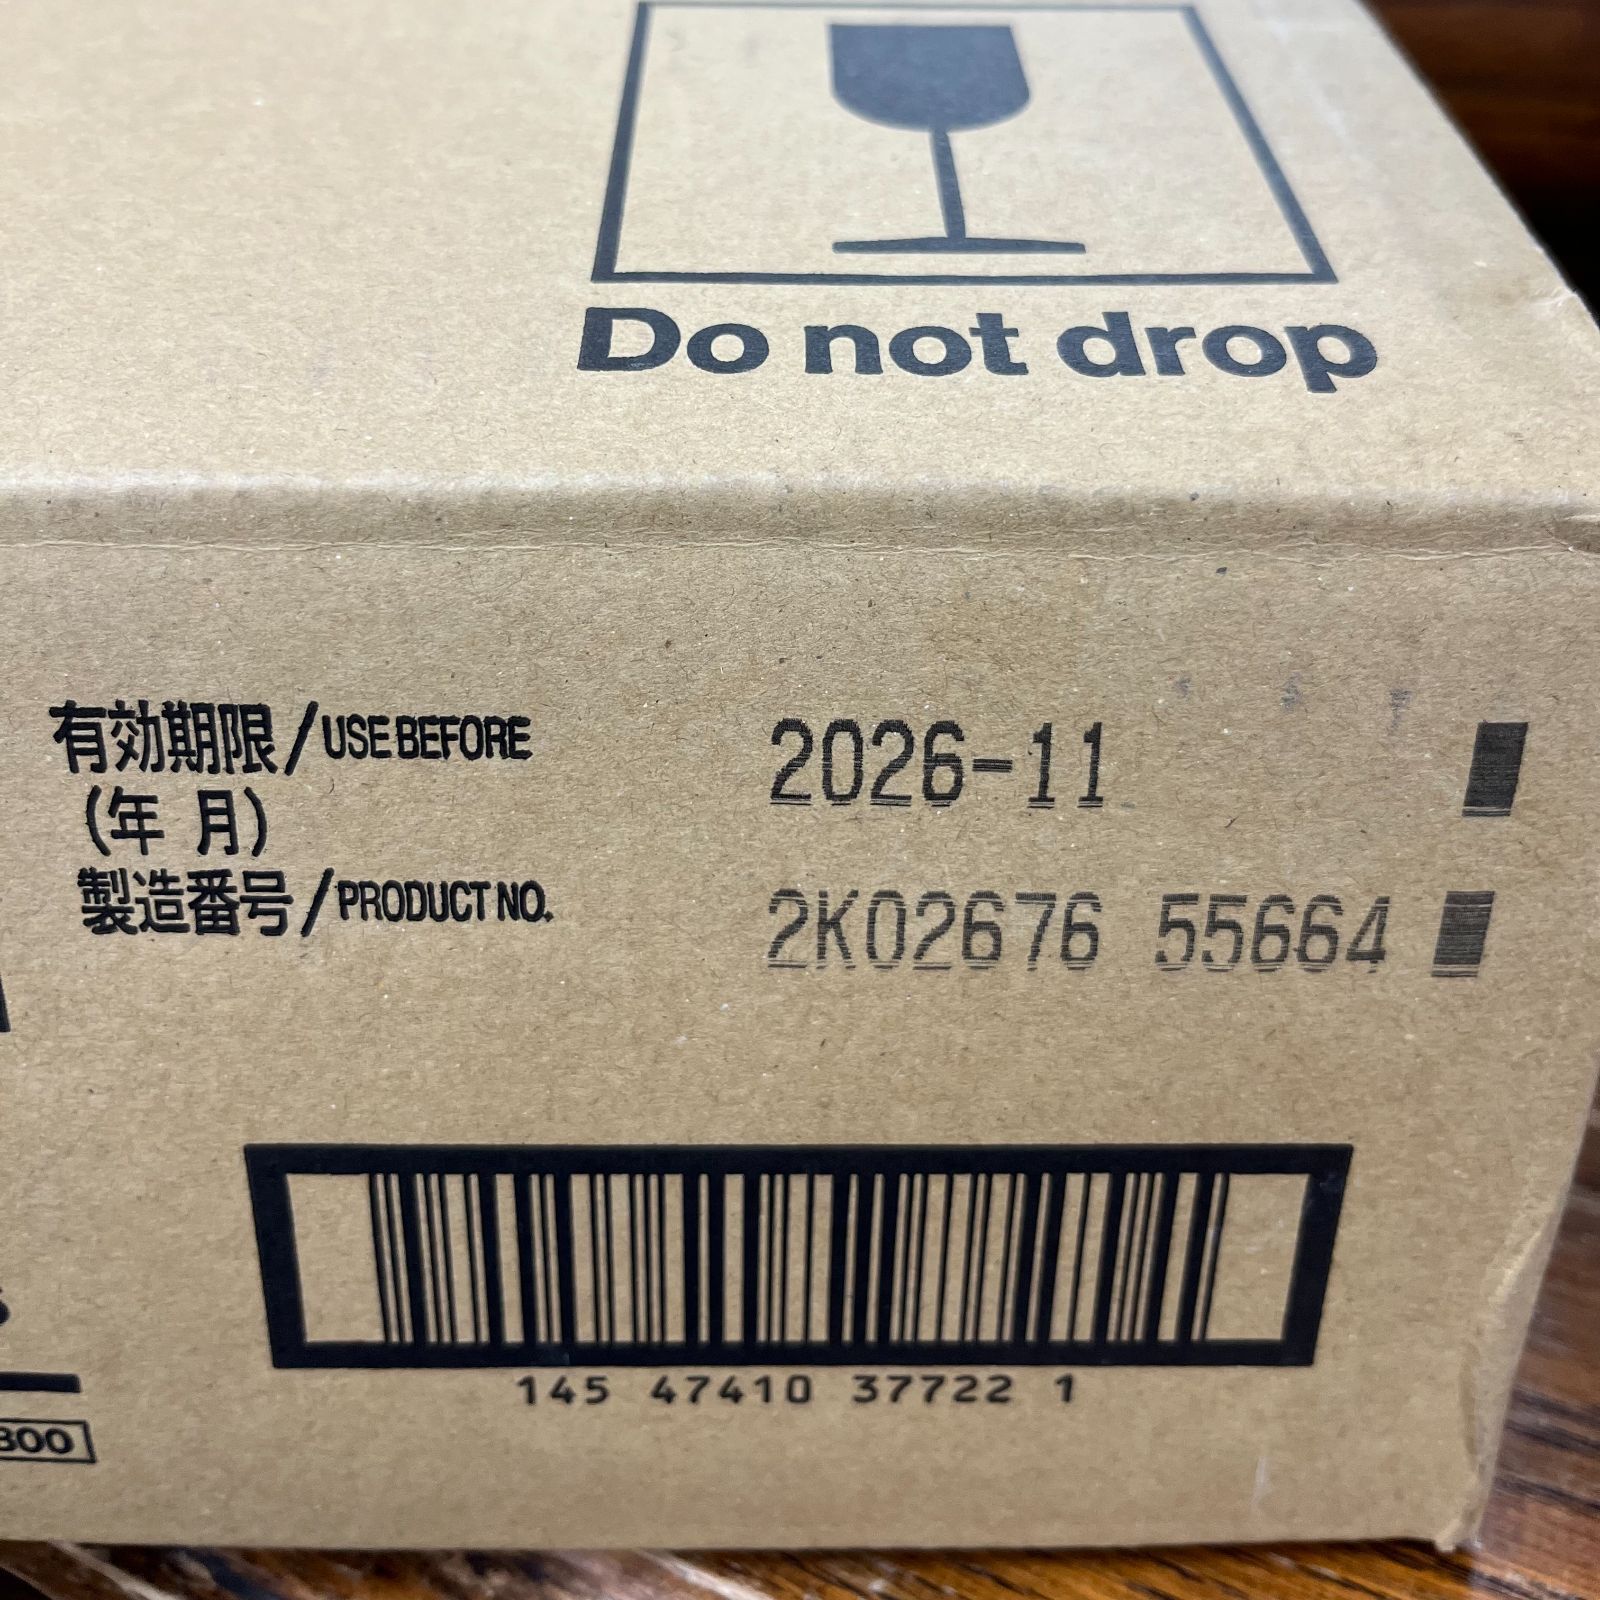 Do not drop
有効期限/USE BEFORE 2026-11
(年 月)
製造番号/PRODUCT NO. 2K02676 55664
145 47410 37722 1